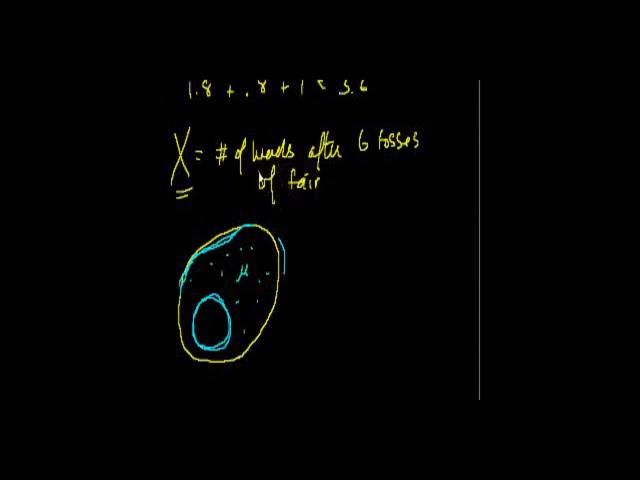 1.8 + .8 + 1 = 3.6
X = # of heads after 6 tosses
of fair
μ